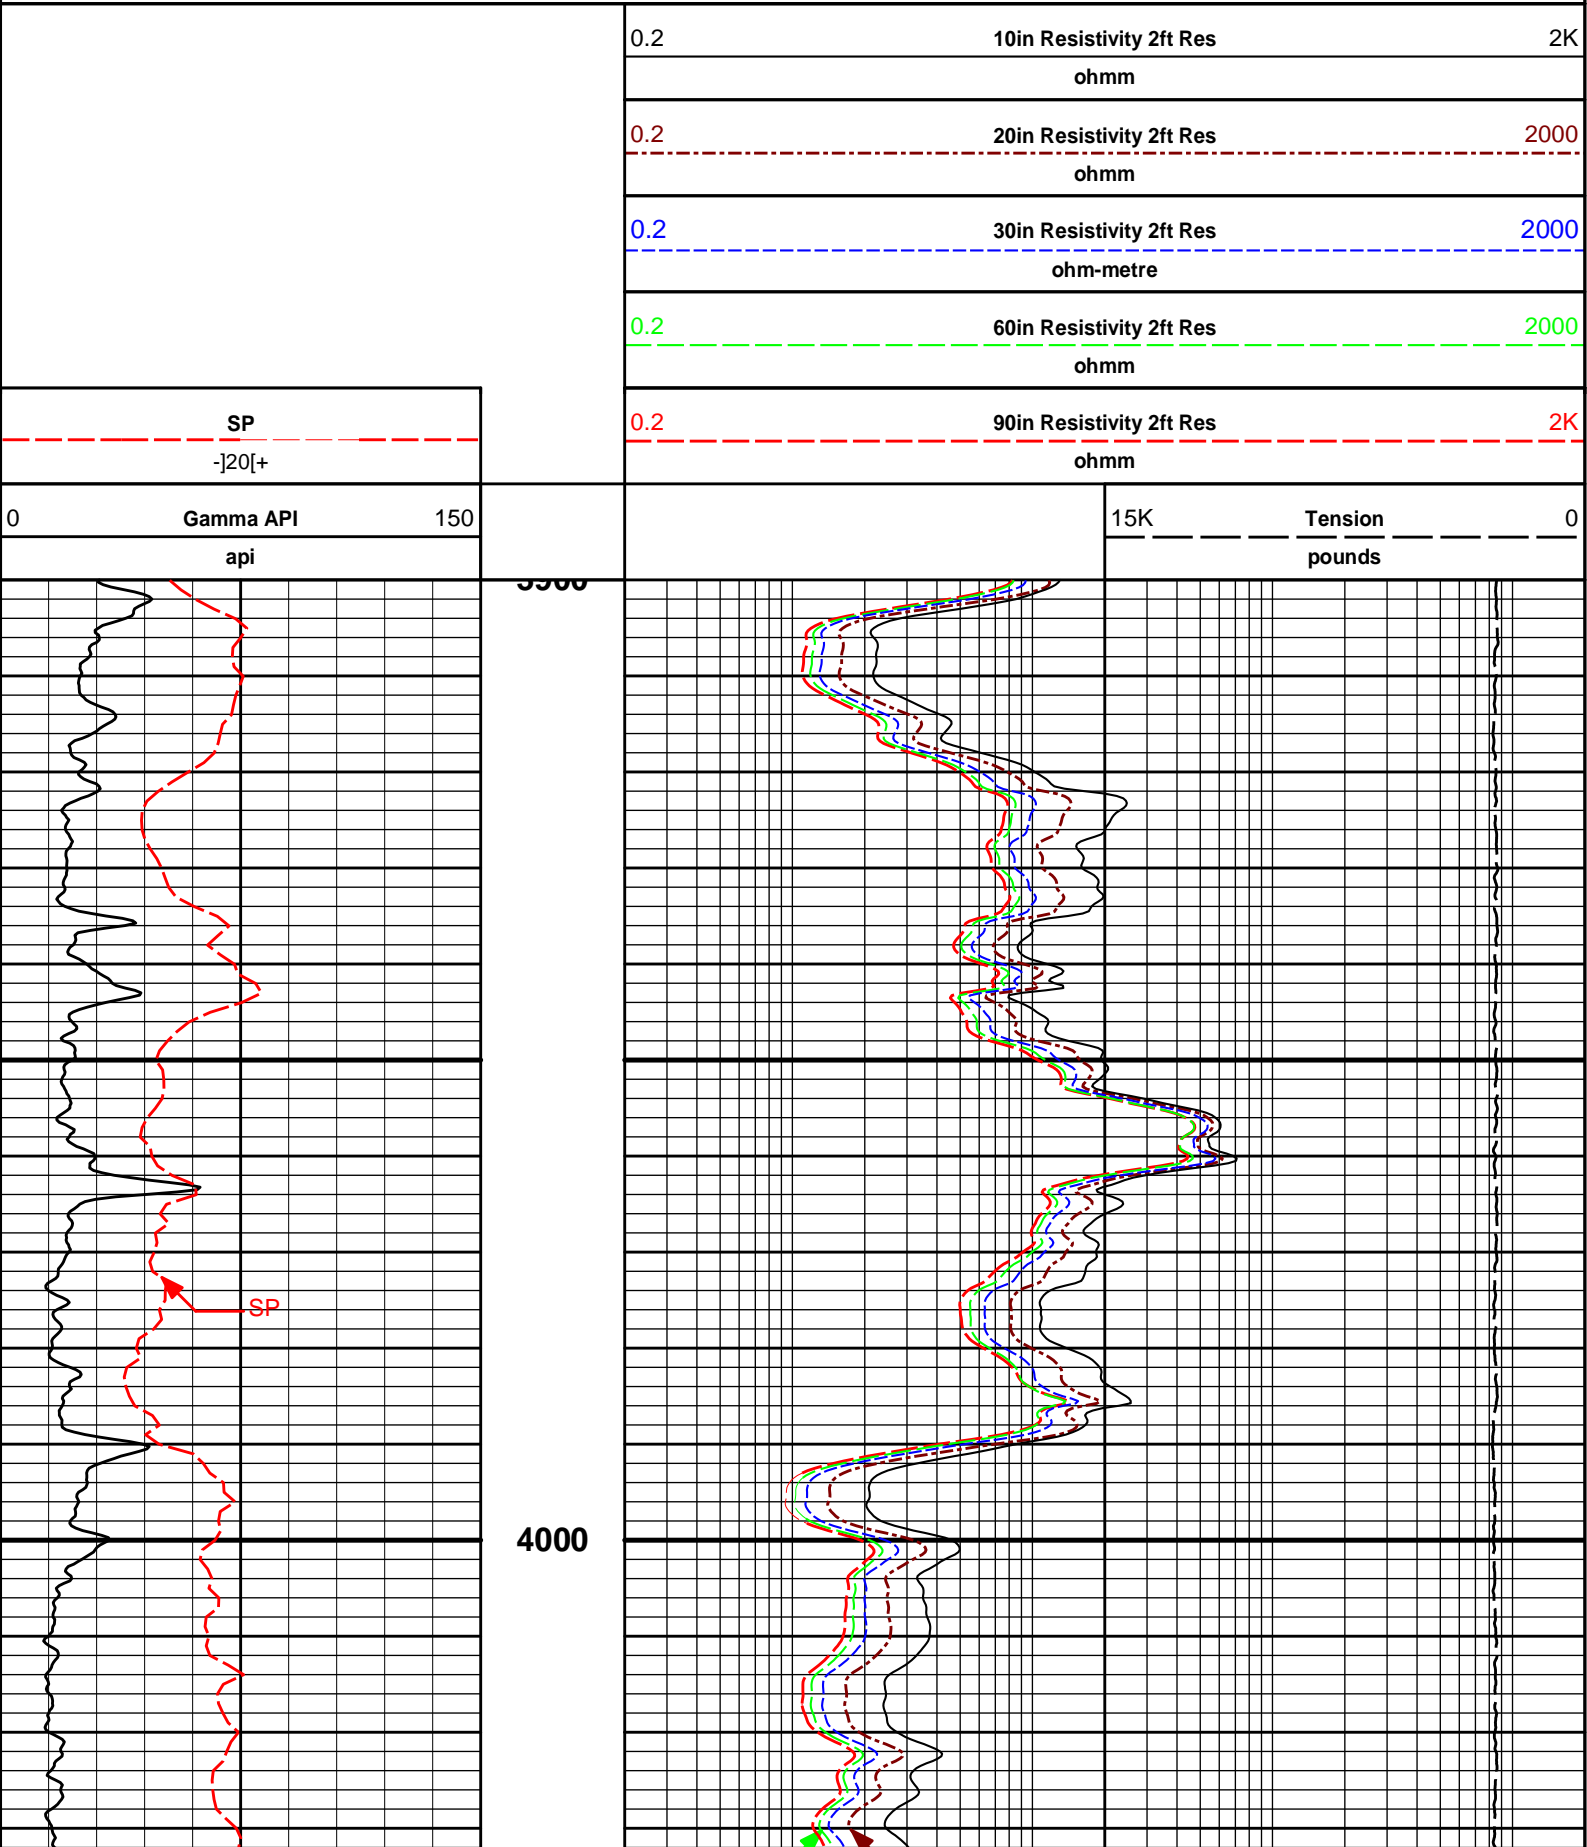 0.2 10in Resistivity 2ft Res 2K
ohmm
0.2 20in Resistivity 2ft Res 2000
ohmm
0.2 30in Resistivity 2ft Res 2000
ohm-metre
0.2 60in Resistivity 2ft Res 2000
ohmm
SP
0.2 90in Resistivity 2ft Res 2K
-]20[+
ohmm
0 Gamma API 150
15K Tension 0
api
pounds
SP
4000